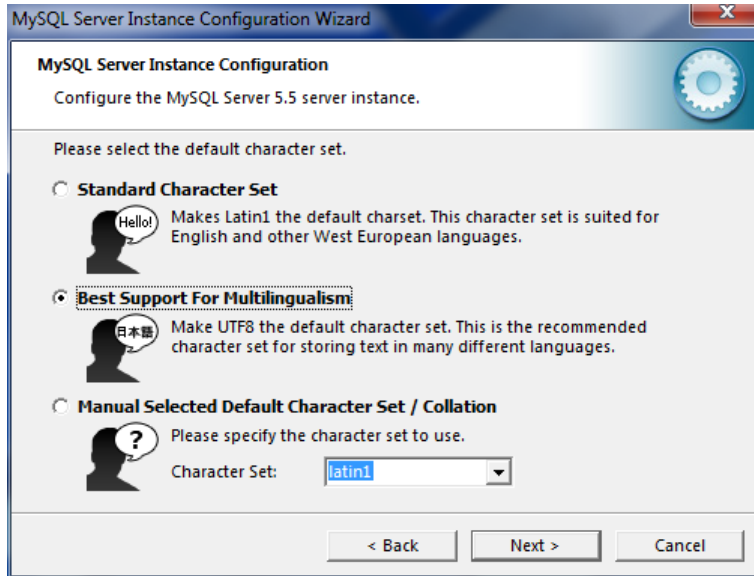 MySQL Server Instance Configuration Wizard
MySQL Server Instance Configuration
Configure the MySQL Server 5.5 server instance.
Please select the default character set.
Standard Character Set
Hello!
Makes Latin1 the default charset. This character set is suited for
English and other West European languages.
Best Support For Multilingualism
日本語
Make UTF8 the default character set. This is the recommended
character set for storing text in many different languages.
Manual Selected Default Character Set / Collation
?
Please specify the character set to use.
Character Set: latin1
< Back Next > Cancel